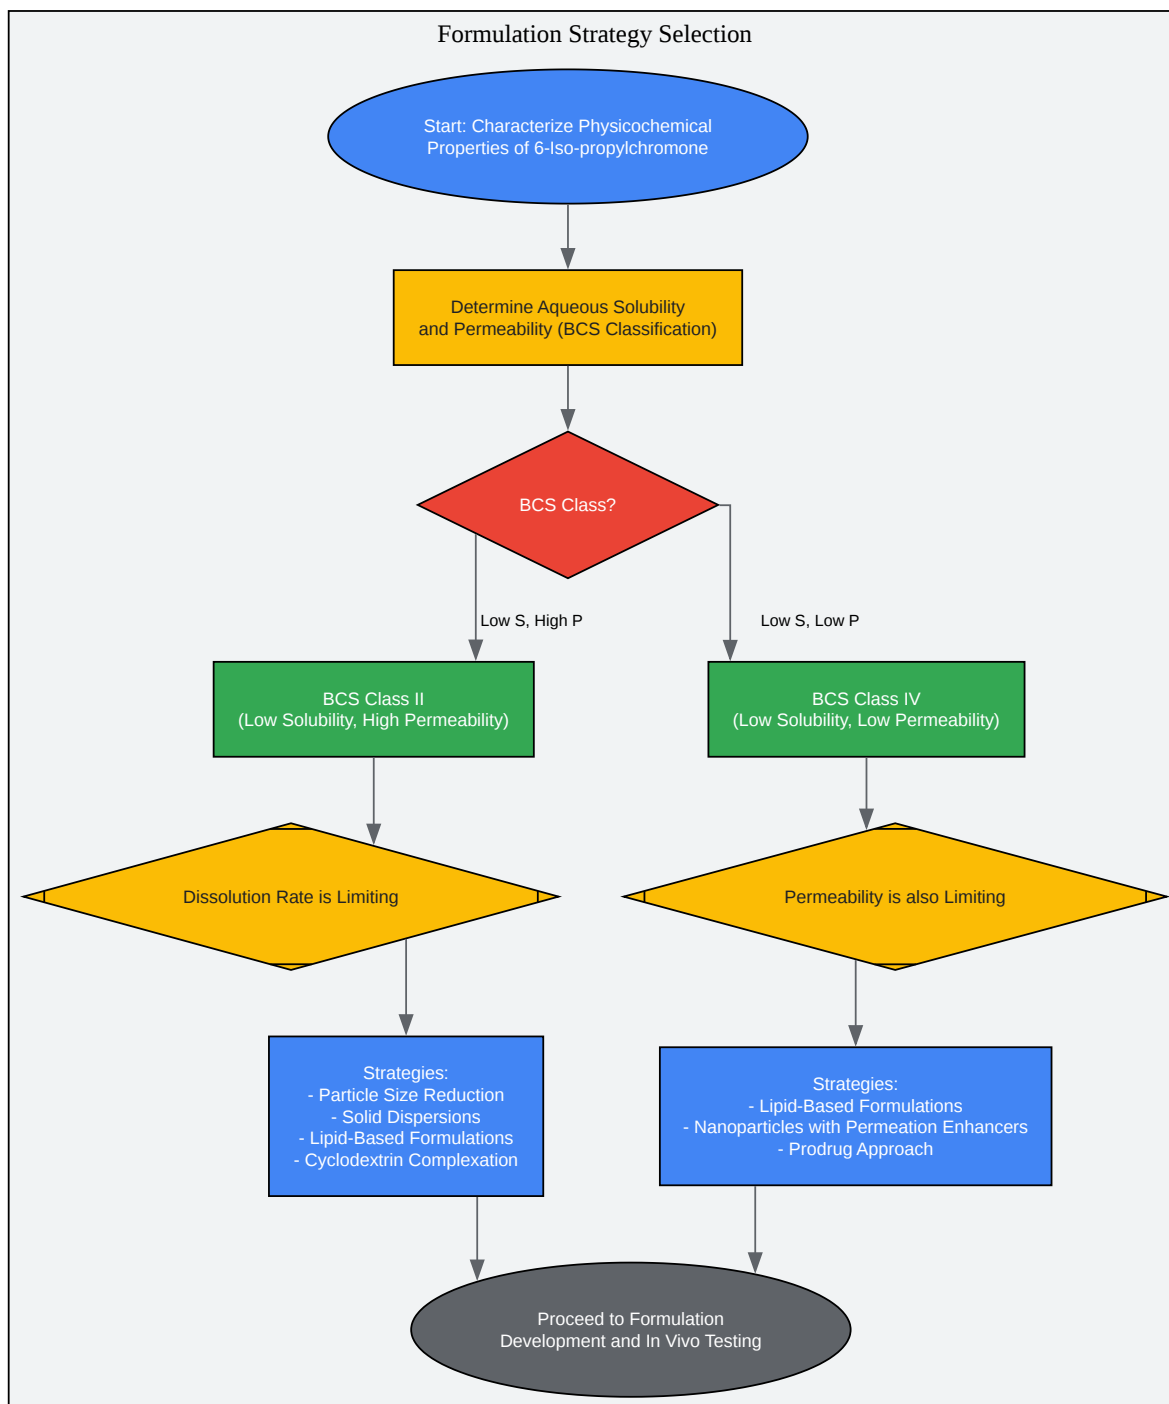 Formulation Strategy Selection
Start: Characterize Physicochemical
Properties of 6-Iso-propylchromone
Determine Aqueous Solubility
and Permeability (BCS Classification)
BCS Class?
Low S, High P
Low S, Low P
BCS Class II
(Low Solubility, High Permeability)
BCS Class IV
(Low Solubility, Low Permeability)
Dissolution Rate is Limiting
Permeability is also Limiting
Strategies:
- Particle Size Reduction
- Solid Dispersions
- Lipid-Based Formulations
- Cyclodextrin Complexation
Strategies:
- Lipid-Based Formulations
- Nanoparticles with Permeation Enhancers
- Prodrug Approach
Proceed to Formulation
Development and In Vivo Testing